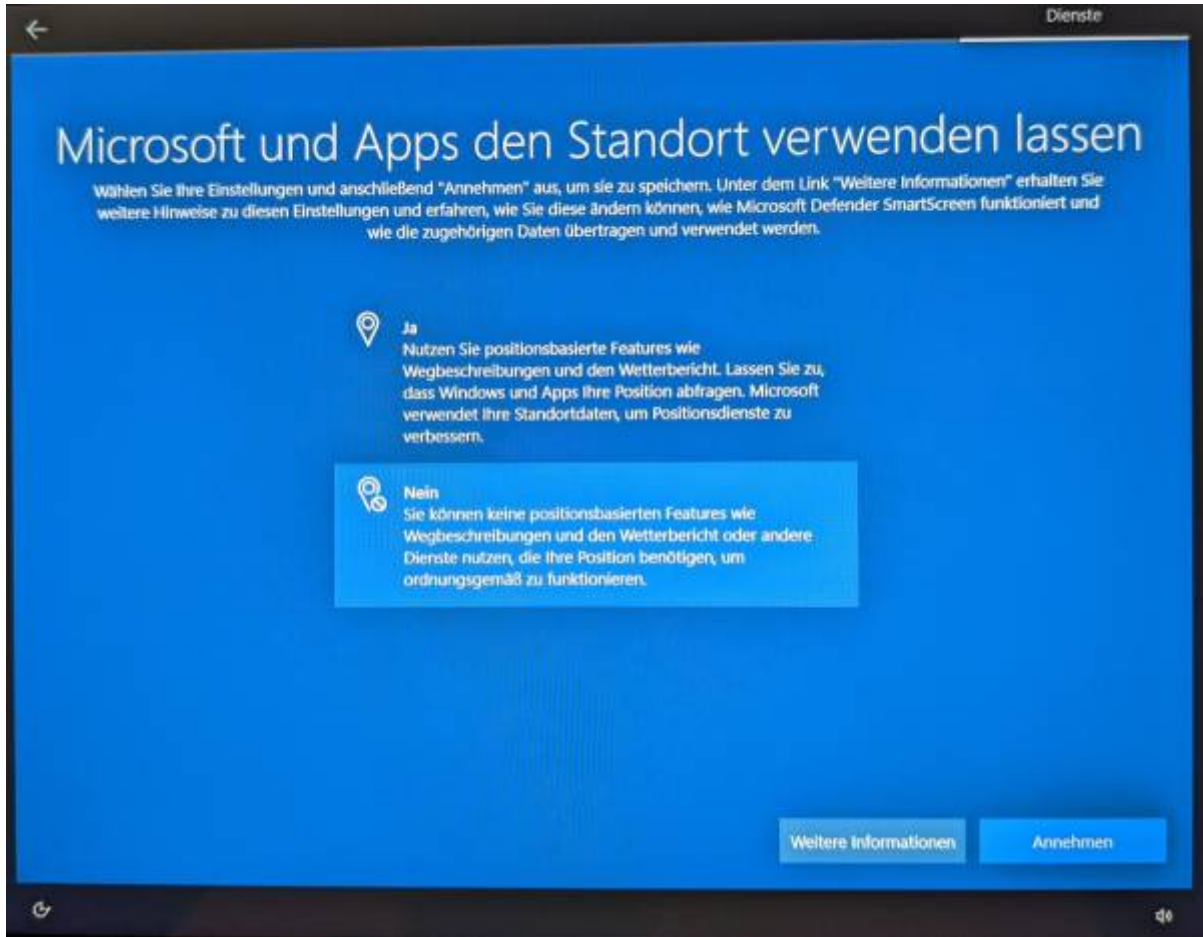 Dienste
Microsoft und Apps den Standort verwenden lassen
Wählen Sie Ihre Einstellungen und anschließend "Annehmen" aus, um sie zu speichern. Unter dem Link "Weitere Informationen" erhalten Sie
weitere Hinweise zu diesen Einstellungen und erfahren, wie Sie diese ändern können, wie Microsoft Defender SmartScreen funktioniert und
wie die zugehörigen Daten übertragen und verwendet werden.
Ja
Nutzen Sie positionsbasierte Features wie
Wegbeschreibungen und den Wetterbericht. Lassen Sie zu,
dass Windows und Apps Ihre Position abfragen. Microsoft
verwendet Ihre Standortdaten, um Positionsdienste zu
verbessern.
Nein
Sie können keine positionsbasierten Features wie
Wegbeschreibungen und den Wetterbericht oder andere
Dienste nutzen, die Ihre Position benötigen, um
ordnungsgemäß zu funktionieren.
Weitere Informationen
Annehmen